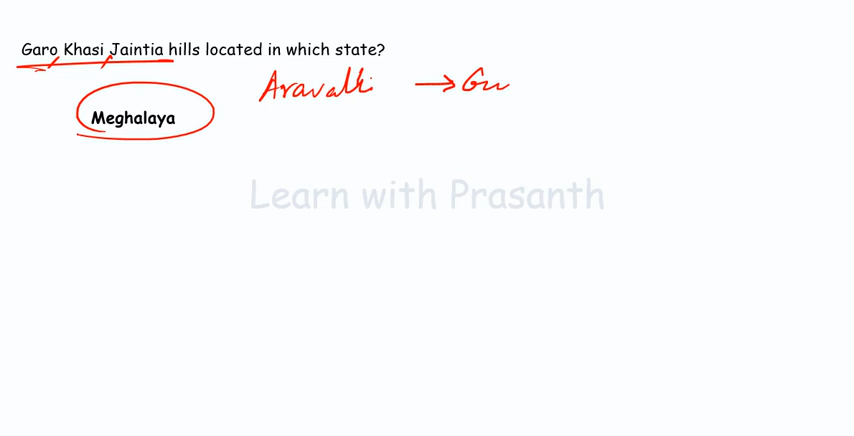 Garo Khasi Jaintia hills located in which state?
Aravalli → Gu
Meghalaya
Learn with Prasanth